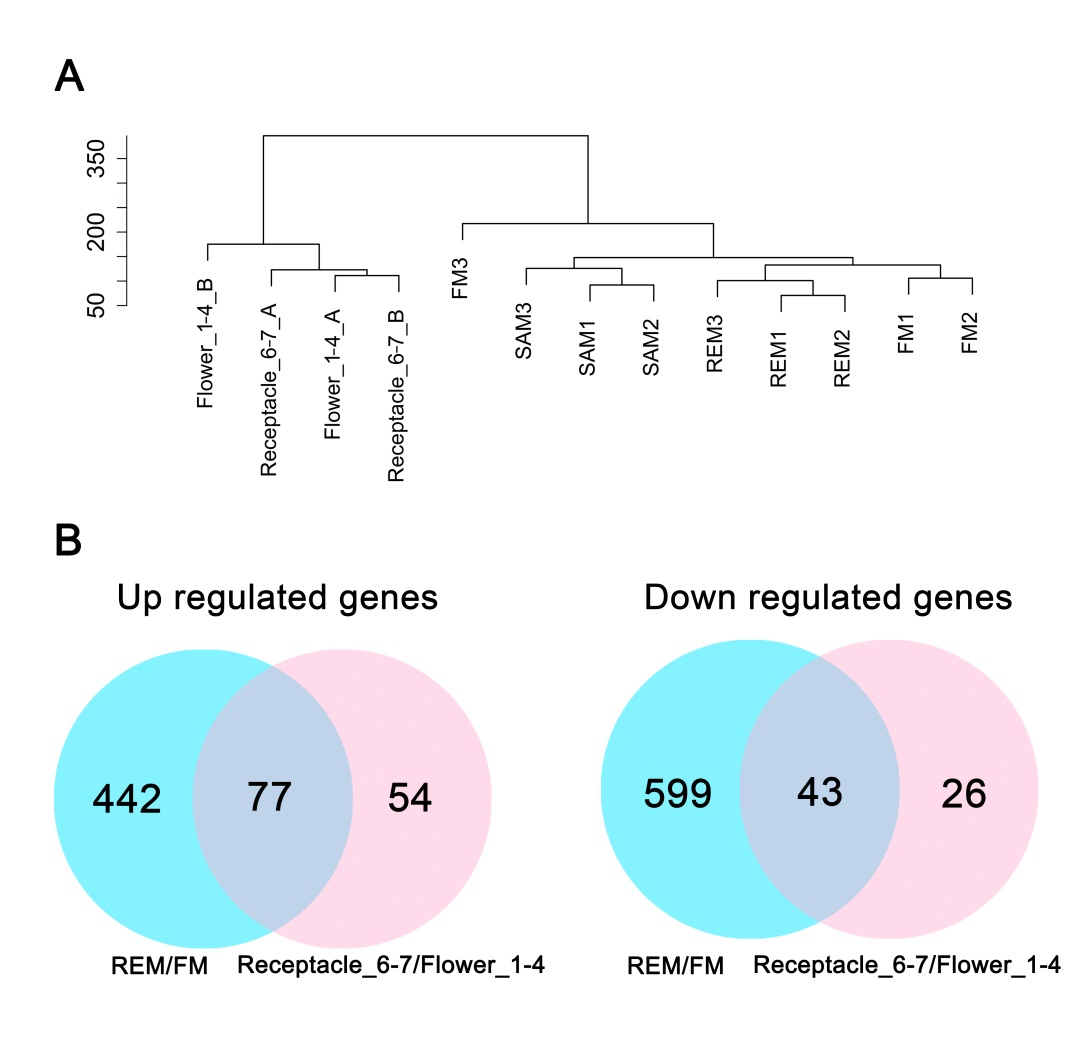 A
350
200
50
Flower_1-4_B
Receptacle_6-7_A
Flower_1-4_A
Receptacle_6-7_B
FM3
SAM3
SAM1
SAM2
REM3
REM1
REM2
FM1
FM2
B
Up regulated genes
Down regulated genes
442
77
54
599
43
26
REM/FM
Receptacle_6-7/Flower_1-4
REM/FM
Receptacle_6-7/Flower_1-4